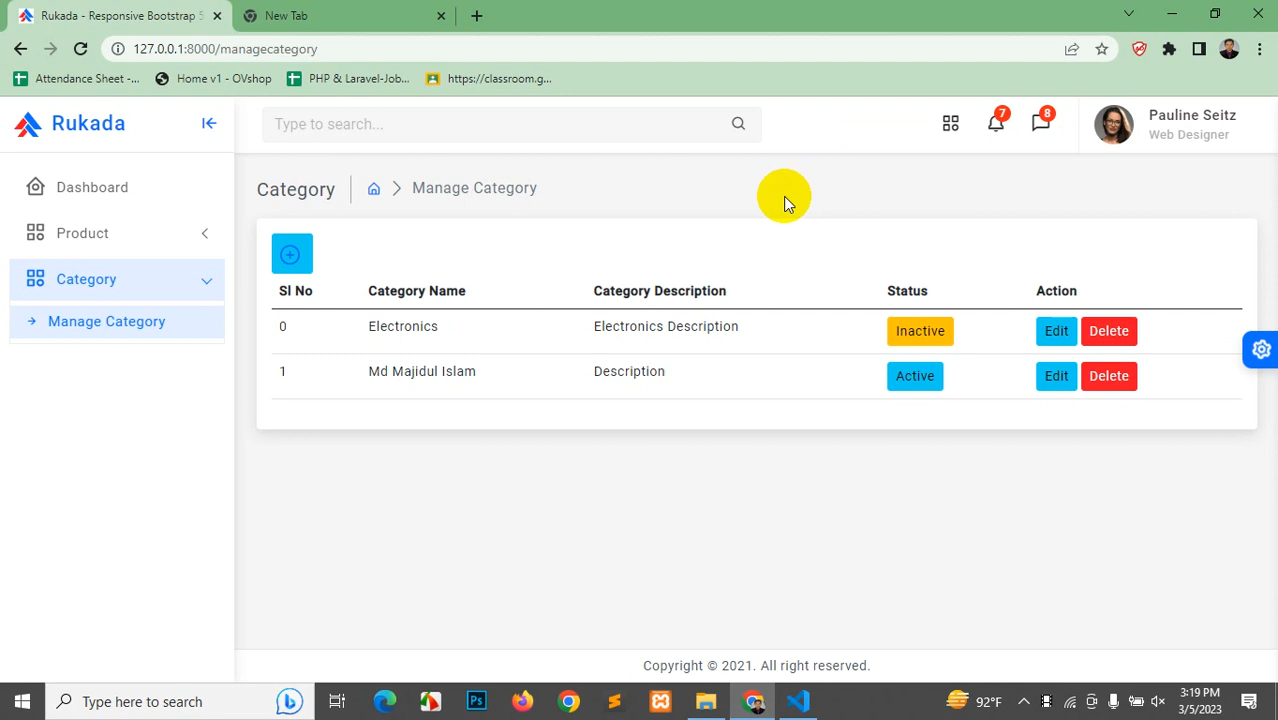 Rukada - Responsive Bootstrap 5
New Tab
127.0.0.1:8000/managecategory
Attendance Sheet -...
Home v1 - OVshop
PHP & Laravel-Job...
https://classroom.g...
Rukada
Type to search...
7
8
Pauline Seitz
Web Designer
Dashboard
Product
Category
Manage Category
Category
Manage Category
Sl No Category Name Category Description Status Action
0 Electronics Electronics Description Inactive Edit Delete
1 Md Majidul Islam Description Active Edit Delete
Copyright © 2021. All right reserved.
Type here to search
Ps
92°F
3:19 PM
3/5/2023